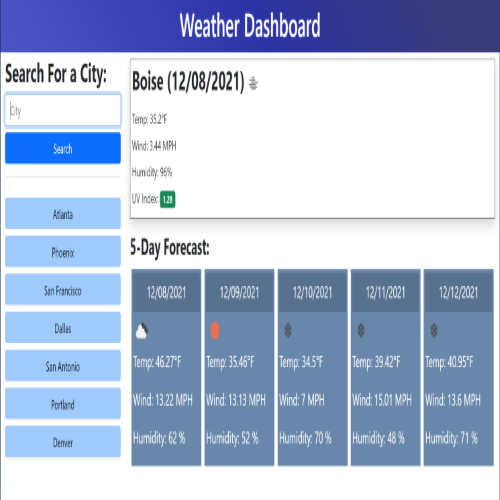 Weather Dashboard
Search For a City:
City
Search
Atlanta
Phoenix
San Francisco
Dallas
San Antonio
Portland
Denver
Boise (12/08/2021)
Temp: 35.2°F
Wind: 3.44 MPH
Humidity: 96%
UV Index: 1.28
5-Day Forecast:
12/08/2021
Temp: 46.27°F
Wind: 13.22 MPH
Humidity: 62 %
12/09/2021
Temp: 35.46°F
Wind: 13.13 MPH
Humidity: 52 %
12/10/2021
Temp: 34.5°F
Wind: 7 MPH
Humidity: 70 %
12/11/2021
Temp: 39.42°F
Wind: 15.01 MPH
Humidity: 48 %
12/12/2021
Temp: 40.95°F
Wind: 13.6 MPH
Humidity: 71 %